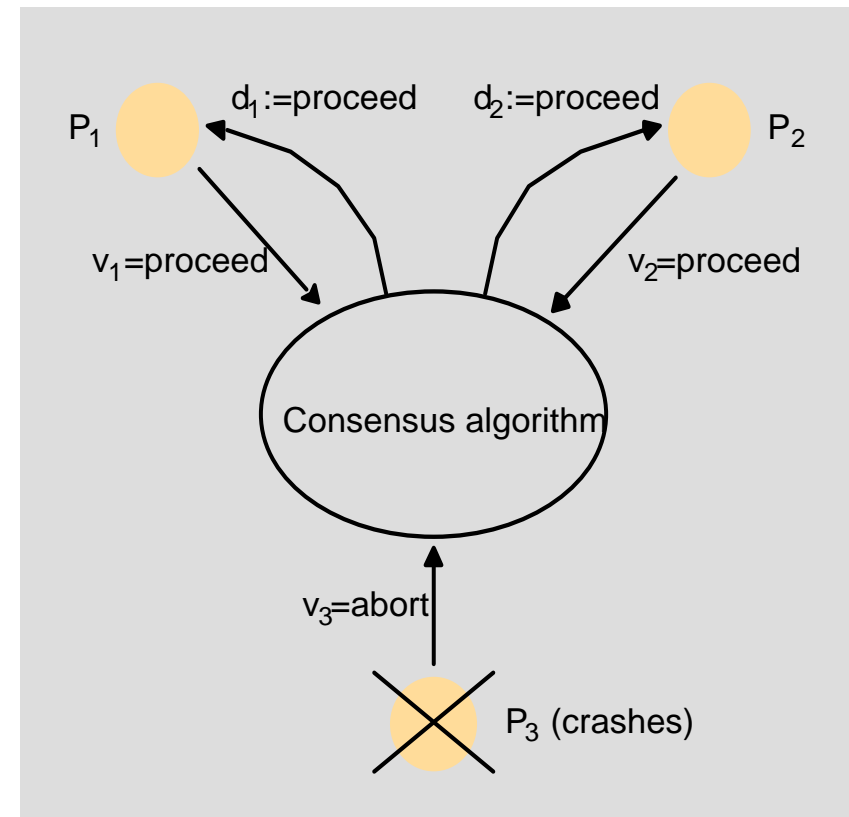 d1:=proceed
d2:=proceed
P1
P2
v1=proceed
v2=proceed
Consensus algorithm
v3=abort
P3 (crashes)